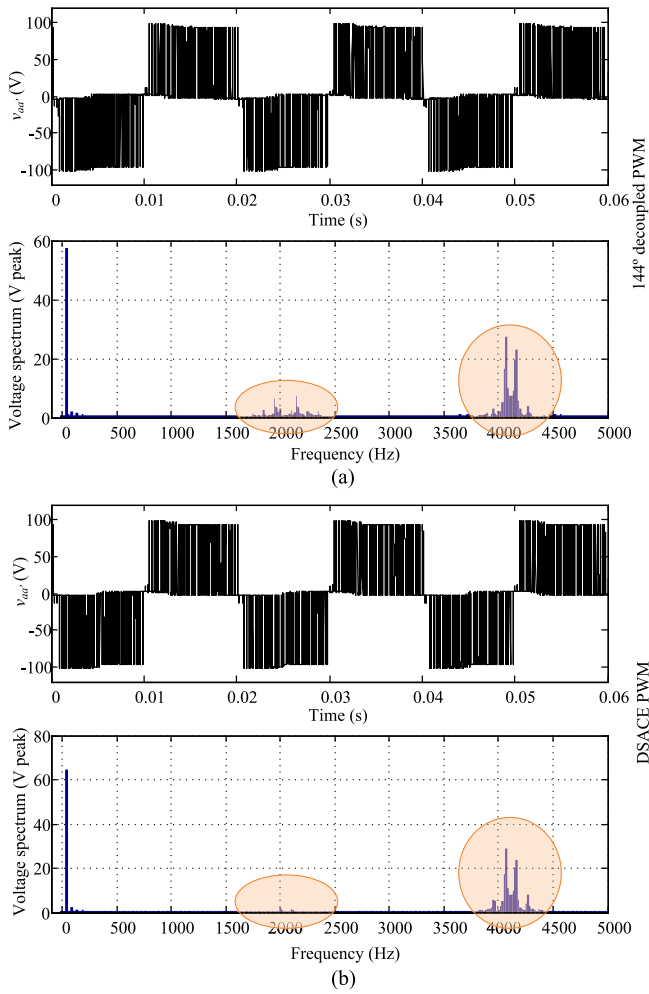 100
50
0
-50
-100
v_{aa'} (V)
0 0.01 0.02 0.03 0.04 0.05 0.06
Time (s)
60
40
20
0
Voltage spectrum (V peak)
0 500 1000 1500 2000 2500 3000 3500 4000 4500 5000
Frequency (Hz)
144º decoupled PWM
(a)
100
50
0
-50
-100
v_{aa'} (V)
0 0.01 0.02 0.03 0.04 0.05 0.06
Time (s)
80
60
40
20
0
Voltage spectrum (V peak)
0 500 1000 1500 2000 2500 3000 3500 4000 4500 5000
Frequency (Hz)
DSACE PWM
(b)